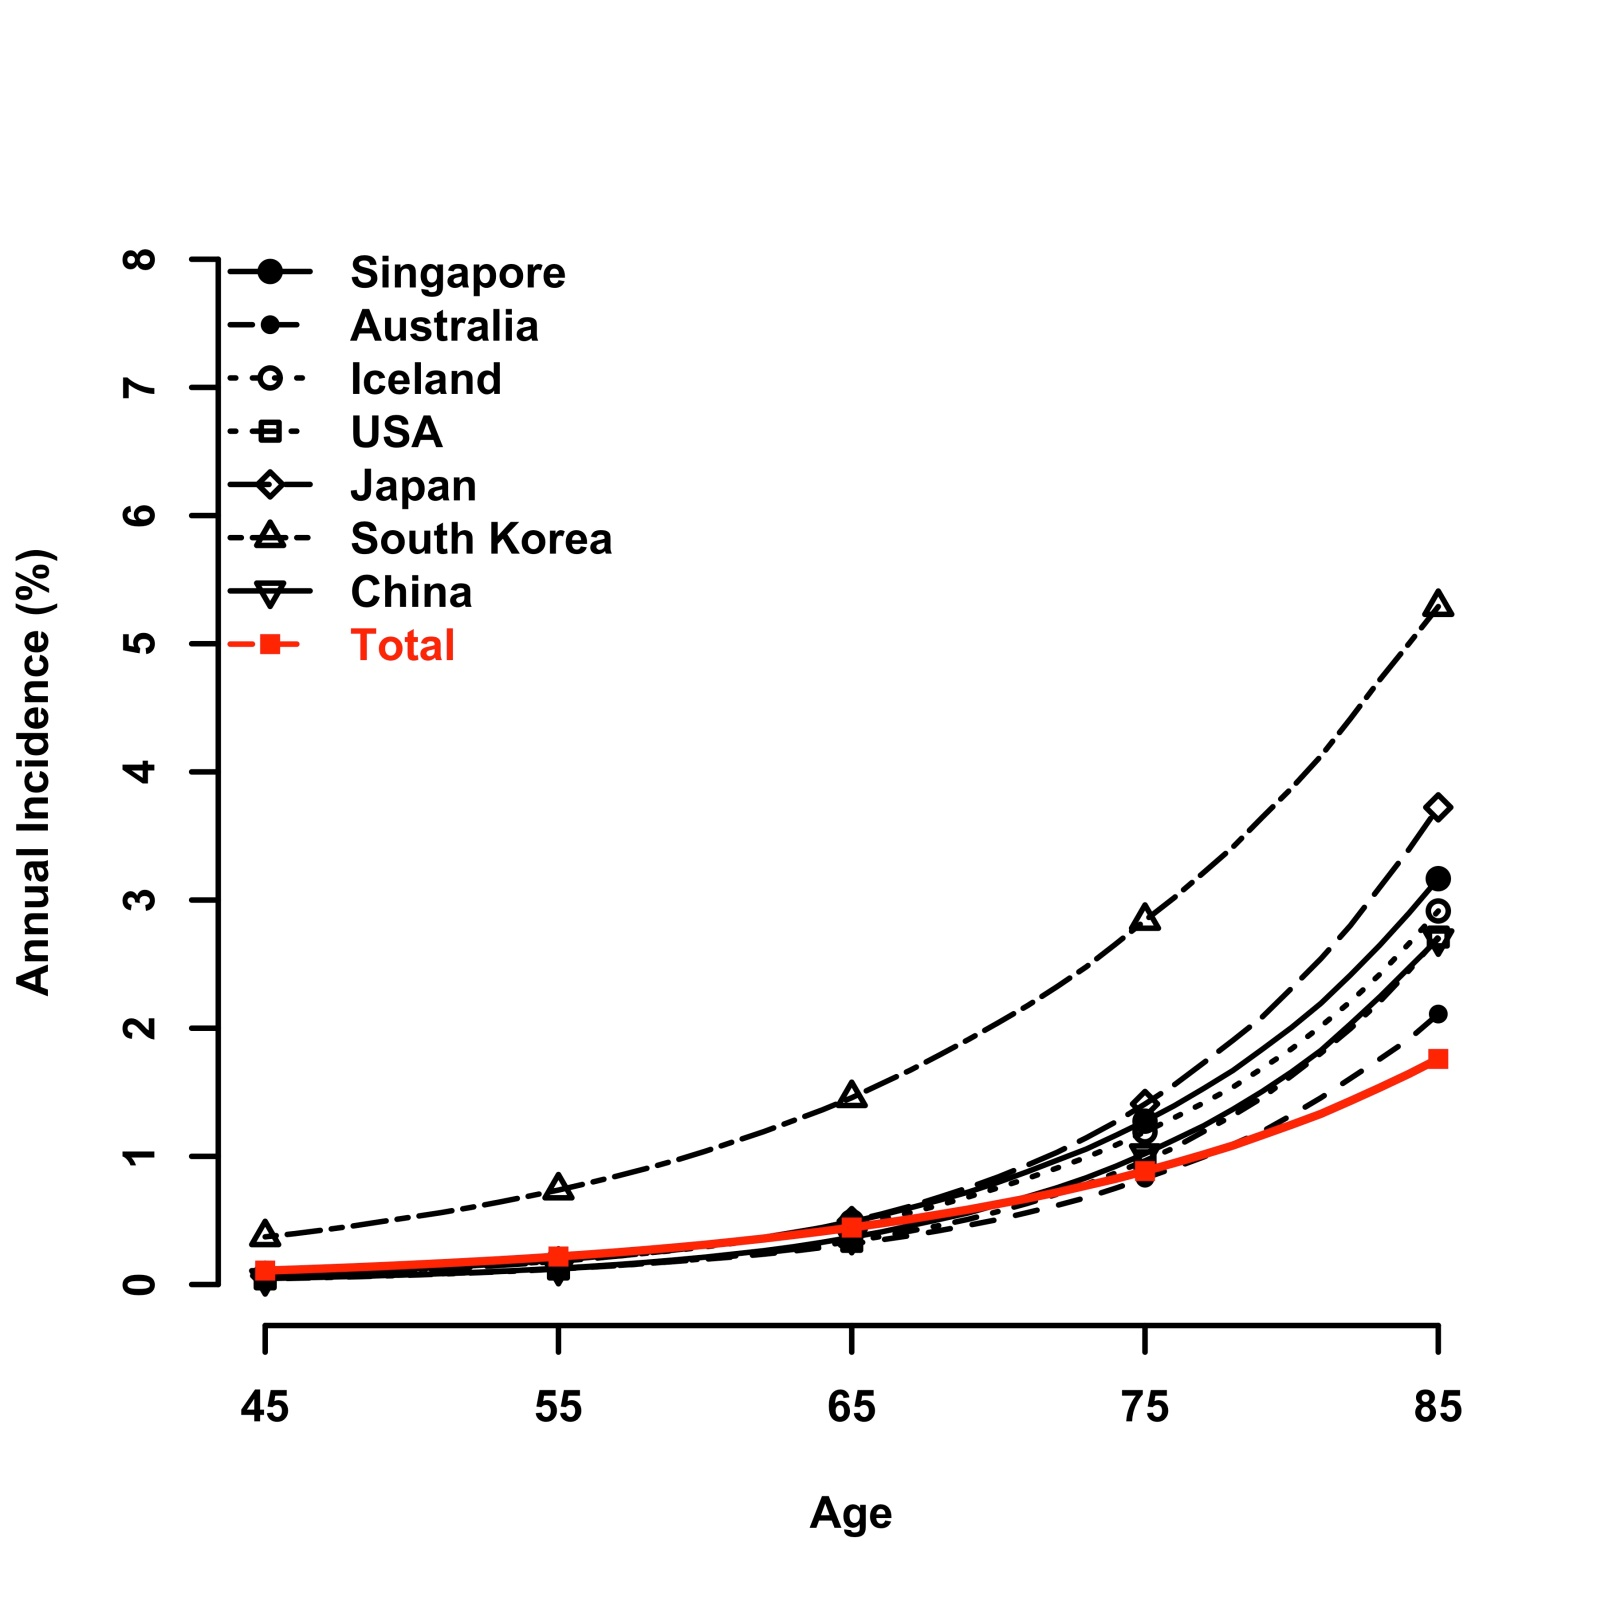 8
7
6
5
4
3
2
1
0
Annual Incidence (%)
Singapore
Australia
Iceland
USA
Japan
South Korea
China
Total
45 55 65 75 85
Age